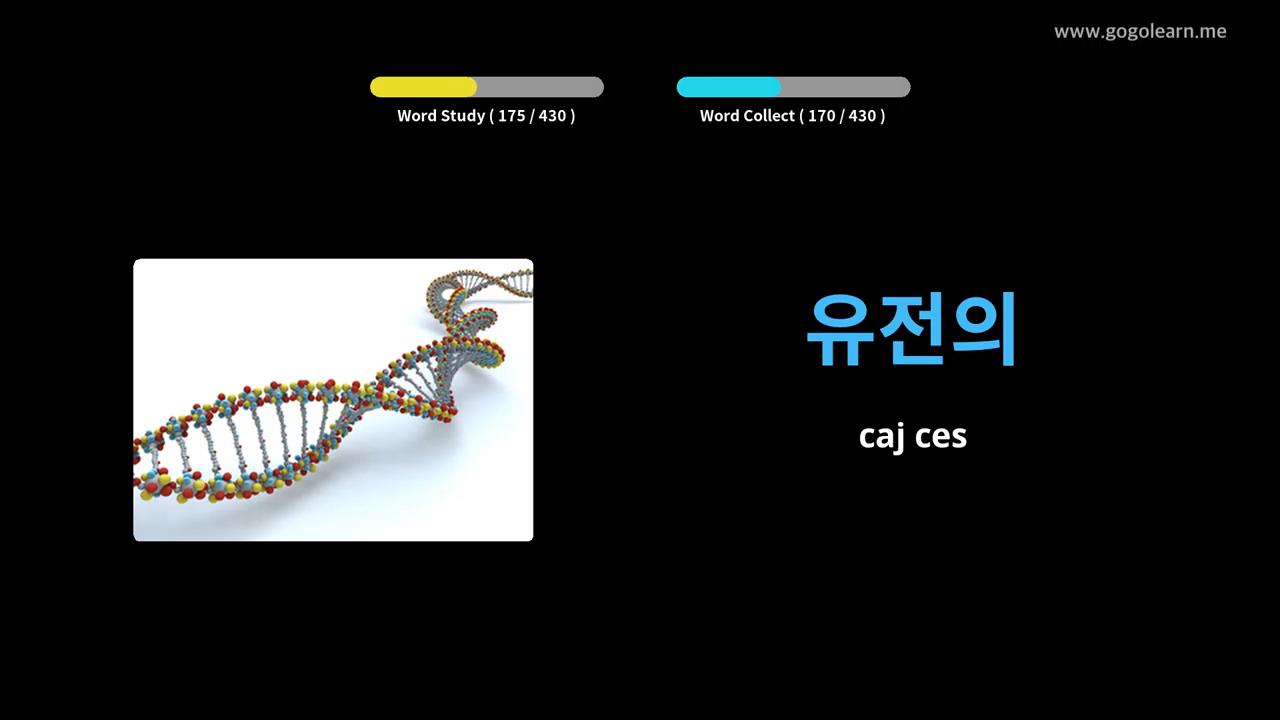 www.gogolearn.me
Word Study ( 175 / 430 )
Word Collect ( 170 / 430 )
유전의
caj ces